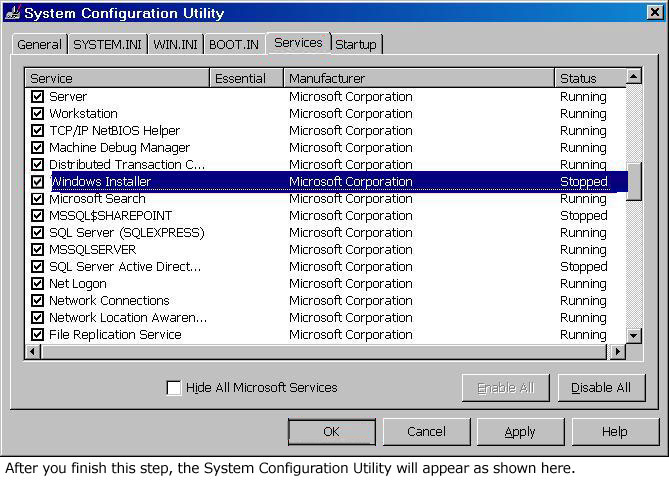 System Configuration Utility
General SYSTEM.INI WIN.INI BOOT.IN Services Startup
Service Essential Manufacturer Status
Server Microsoft Corporation Running
Workstation Microsoft Corporation Running
TCP/IP NetBIOS Helper Microsoft Corporation Running
Machine Debug Manager Microsoft Corporation Running
Distributed Transaction C... Microsoft Corporation Running
Windows Installer Microsoft Corporation Stopped
Microsoft Search Microsoft Corporation Running
MSSQL$SHAREPOINT Microsoft Corporation Stopped
SQL Server (SQLEXPRESS) Microsoft Corporation Running
MSSQLSERVER Microsoft Corporation Running
SQL Server Active Direct... Microsoft Corporation Stopped
Net Logon Microsoft Corporation Running
Network Connections Microsoft Corporation Running
Network Location Awaren... Microsoft Corporation Running
File Replication Service Microsoft Corporation Running
Hide All Microsoft Services Enable All Disable All
OK Cancel Apply Help
After you finish this step, the System Configuration Utility will appear as shown here.